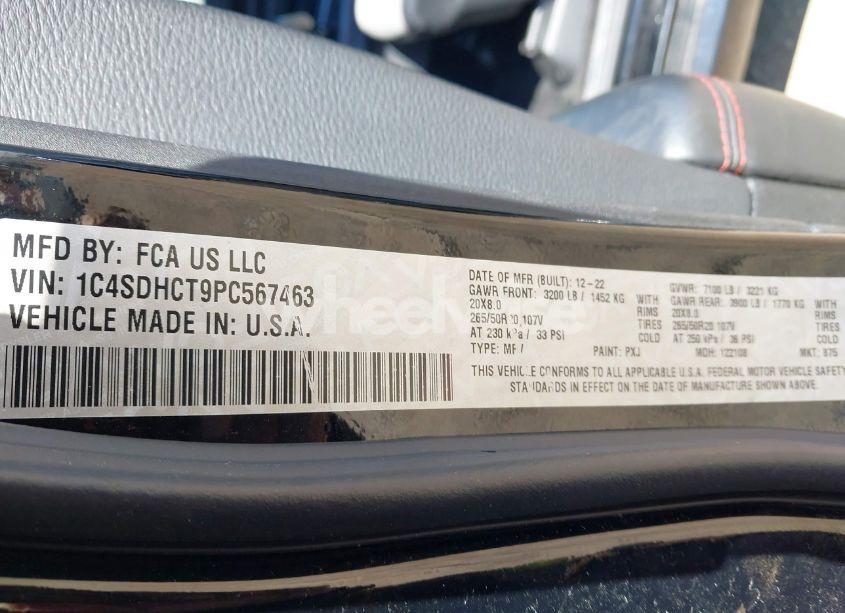 MFD BY: FCA US LLC
VIN: 1C4SDHCT9PC567463
VEHICLE MADE IN: U.S.A.
DATE OF MFR (BUILT): 12-22 GVWR: 7100 LB / 3221 KG
GAWR FRONT: 3200 LB / 1452 KG WITH GAWR REAR: 3900 LB / 1770 KG WITH
20X8.0 RIMS 20X8.0 RIMS
265/50R20 107V TIRES 265/50R20 107V TIRES
AT 230 kPa / 33 PSI COLD AT 250 kPa / 36 PSI COLD
TYPE: MPV PAINT: PXJ MDH: 122108 MKT: 875
THIS VEHICLE CONFORMS TO ALL APPLICABLE U.S.A. FEDERAL MOTOR VEHICLE SAFETY
STANDARDS IN EFFECT ON THE DATE OF MANUFACTURE SHOWN ABOVE.